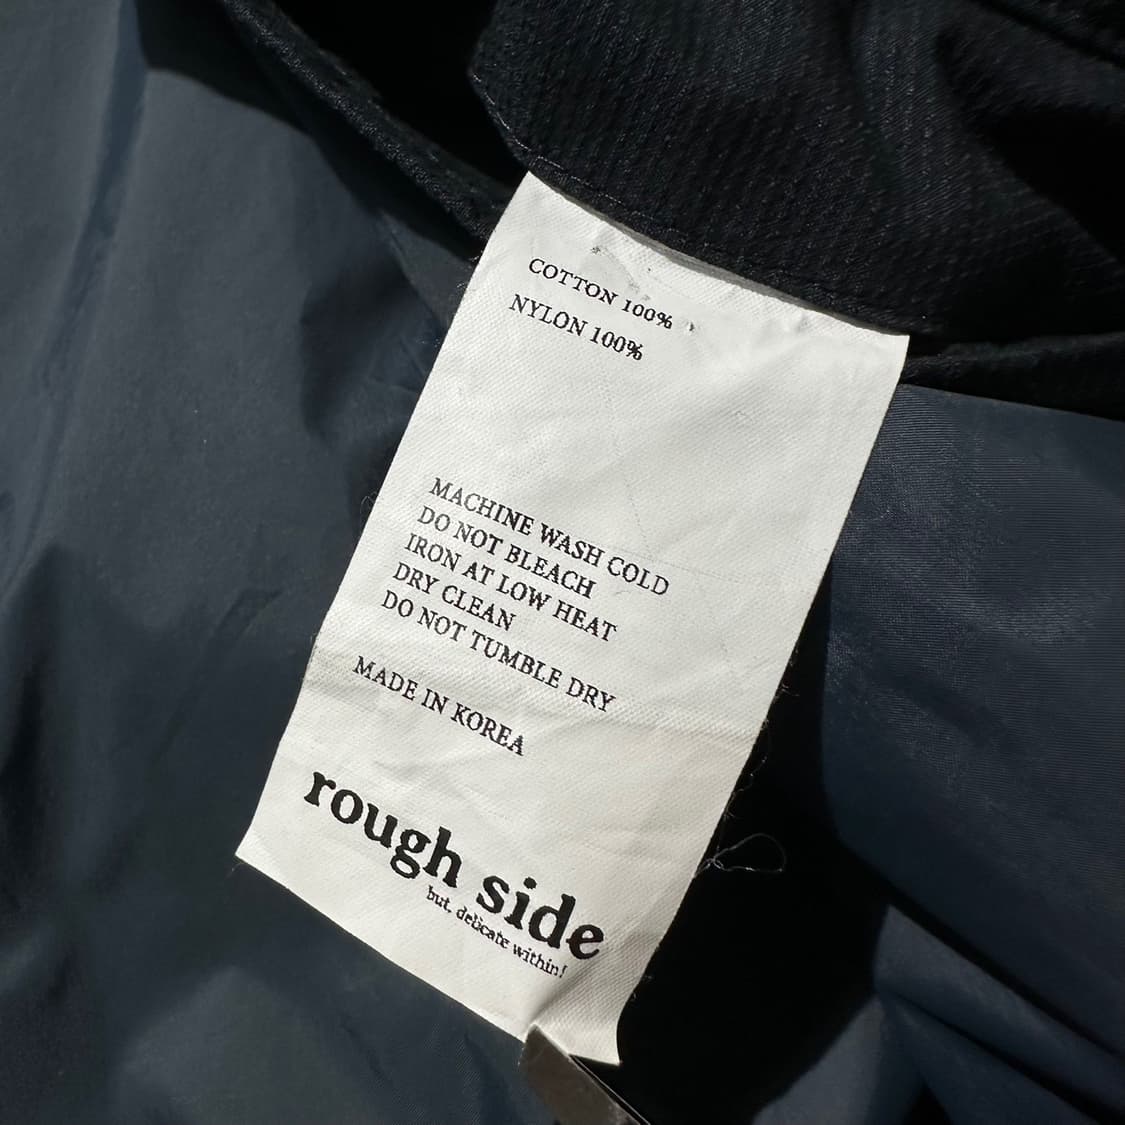 COTTON 100%
NYLON 100%
MACHINE WASH COLD
DO NOT BLEACH
IRON AT LOW HEAT
DRY CLEAN
DO NOT TUMBLE DRY
MADE IN KOREA
rough side
but, delicate within!